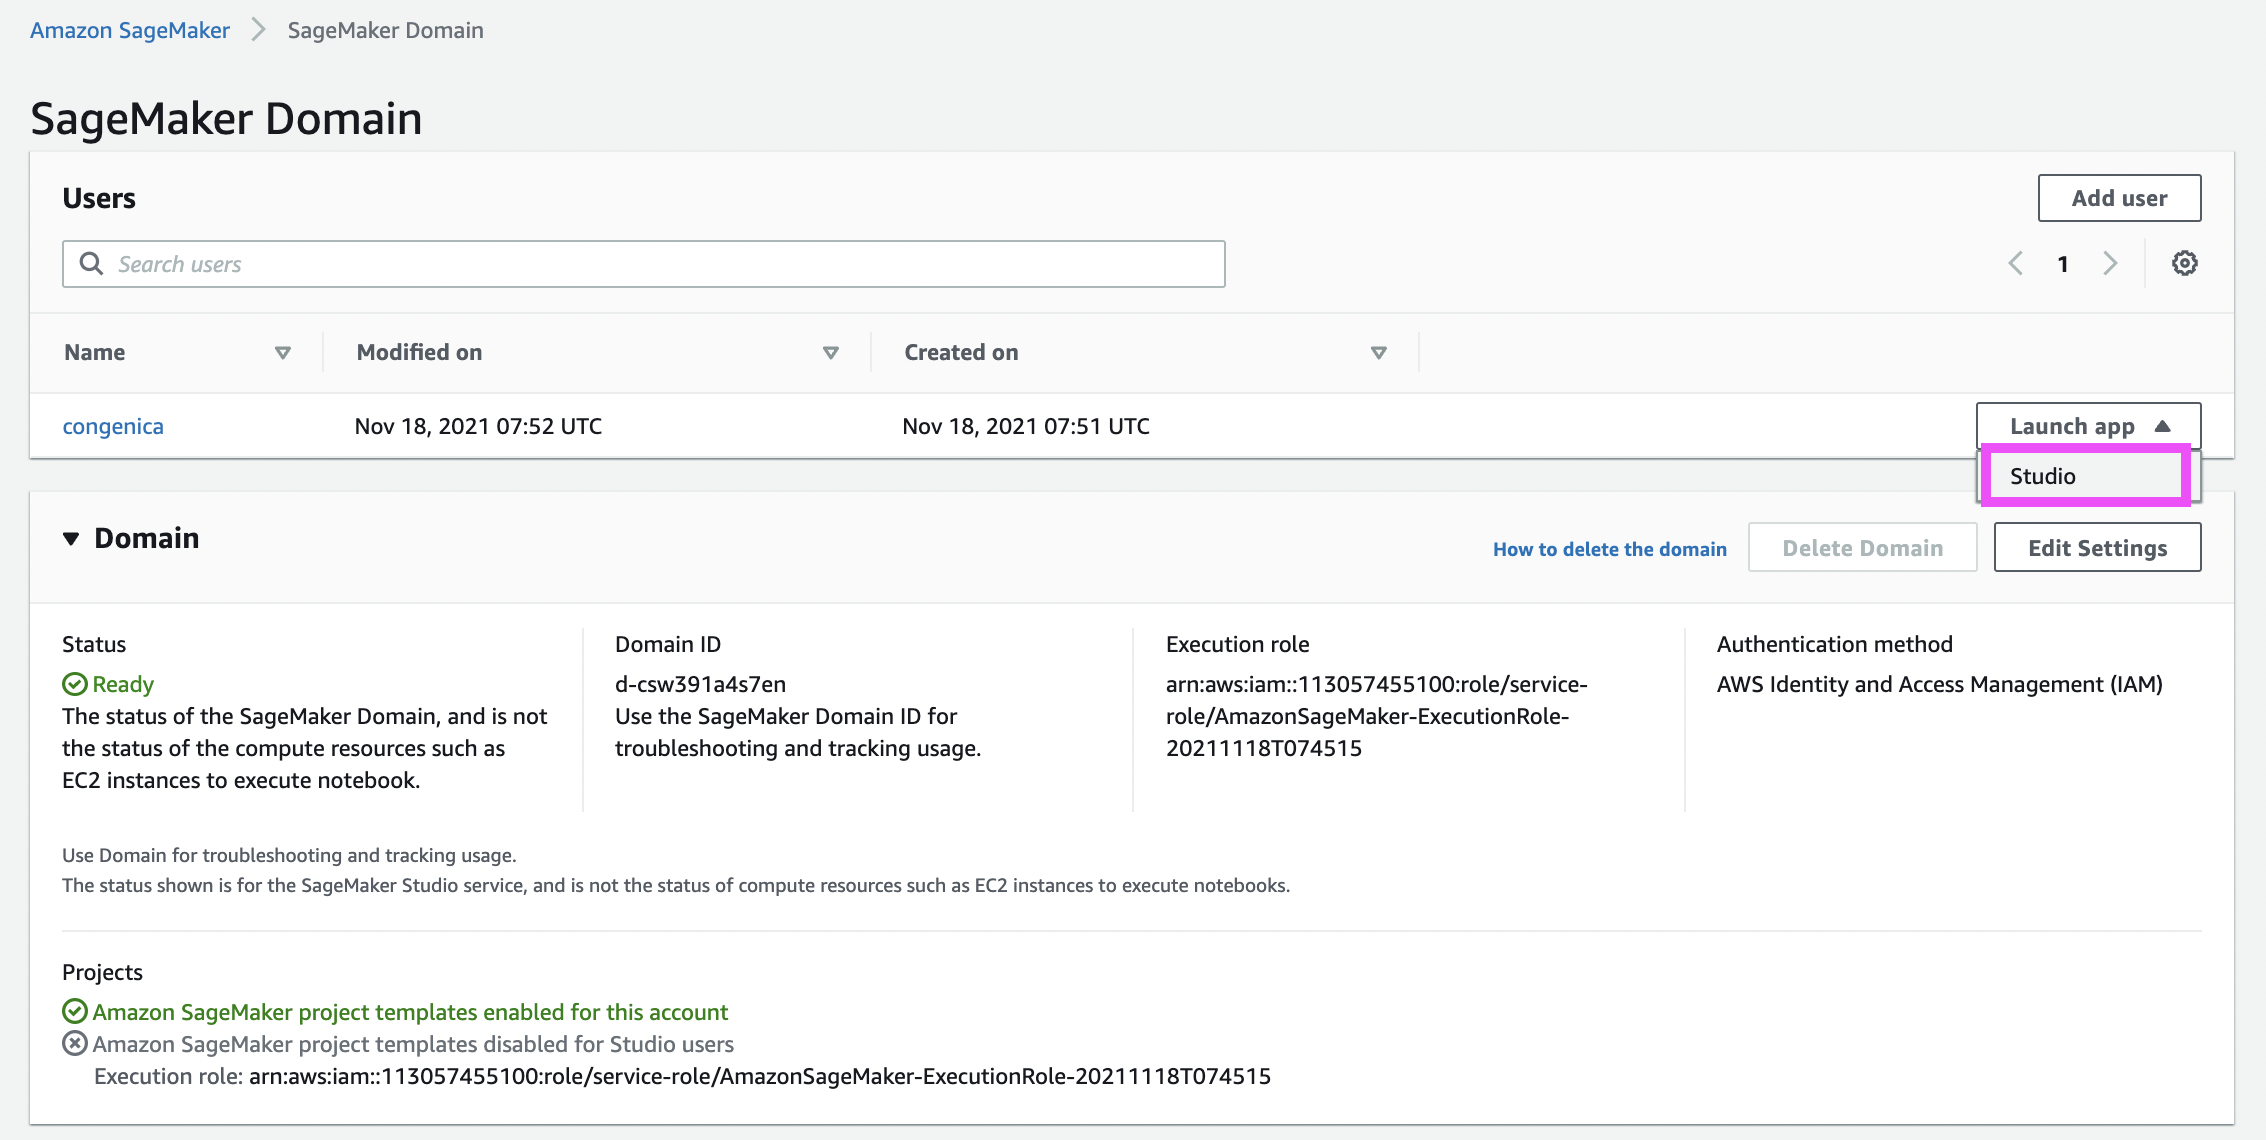 Amazon SageMaker
SageMaker Domain
SageMaker Domain
Users
Add user
Search users
1
Name
Modified on
Created on
congenica
Nov 18, 2021 07:52 UTC
Nov 18, 2021 07:51 UTC
Launch app
Studio
Domain
How to delete the domain
Delete Domain
Edit Settings
Status
Ready
The status of the SageMaker Domain, and is not
the status of the compute resources such as
EC2 instances to execute notebook.
Domain ID
d-csw391a4s7en
Use the SageMaker Domain ID for
troubleshooting and tracking usage.
Execution role
arn:aws:iam::113057455100:role/service-
role/AmazonSageMaker-ExecutionRole-
20211118T074515
Authentication method
AWS Identity and Access Management (IAM)
Use Domain for troubleshooting and tracking usage.
The status shown is for the SageMaker Studio service, and is not the status of compute resources such as EC2 instances to execute notebooks.
Projects
Amazon SageMaker project templates enabled for this account
Amazon SageMaker project templates disabled for Studio users
Execution role: arn:aws:iam::113057455100:role/service-role/AmazonSageMaker-ExecutionRole-20211118T074515